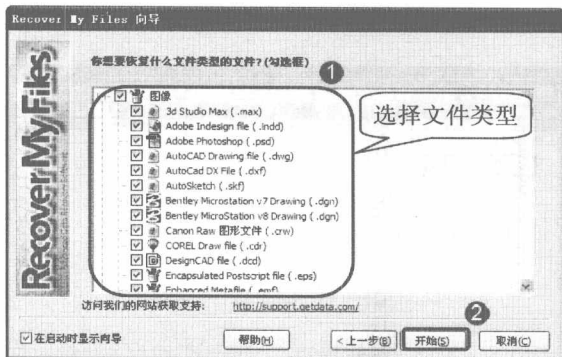 Recover My Files 向导
Recover My Files
你想要恢复什么文件类型的文件?(勾选框)
1
选择文件类型
图像
3d Studio Max ( .max)
Adobe Indesign file ( .indd)
Adobe Photoshop ( .psd)
AutoCAD Drawing file ( .dwg)
AutoCad DX File ( .dxf)
AutoSketch ( .skf)
Bentley Microstation v7 Drawing ( .dgn)
Bentley MicroStation v8 Drawing ( .dgn)
Canon Raw 图形文件 ( .crw)
COREL Draw file ( .cdr)
DesignCAD file ( .dcd)
Encapsulated Postscript file ( .eps)
Enhanced Metafile ( .emf)
访问我们的网站获取支持: http://support.getdata.com/
2
在启动时显示向导
帮助(H)
<上一步(B)
开始(S)
取消(C)